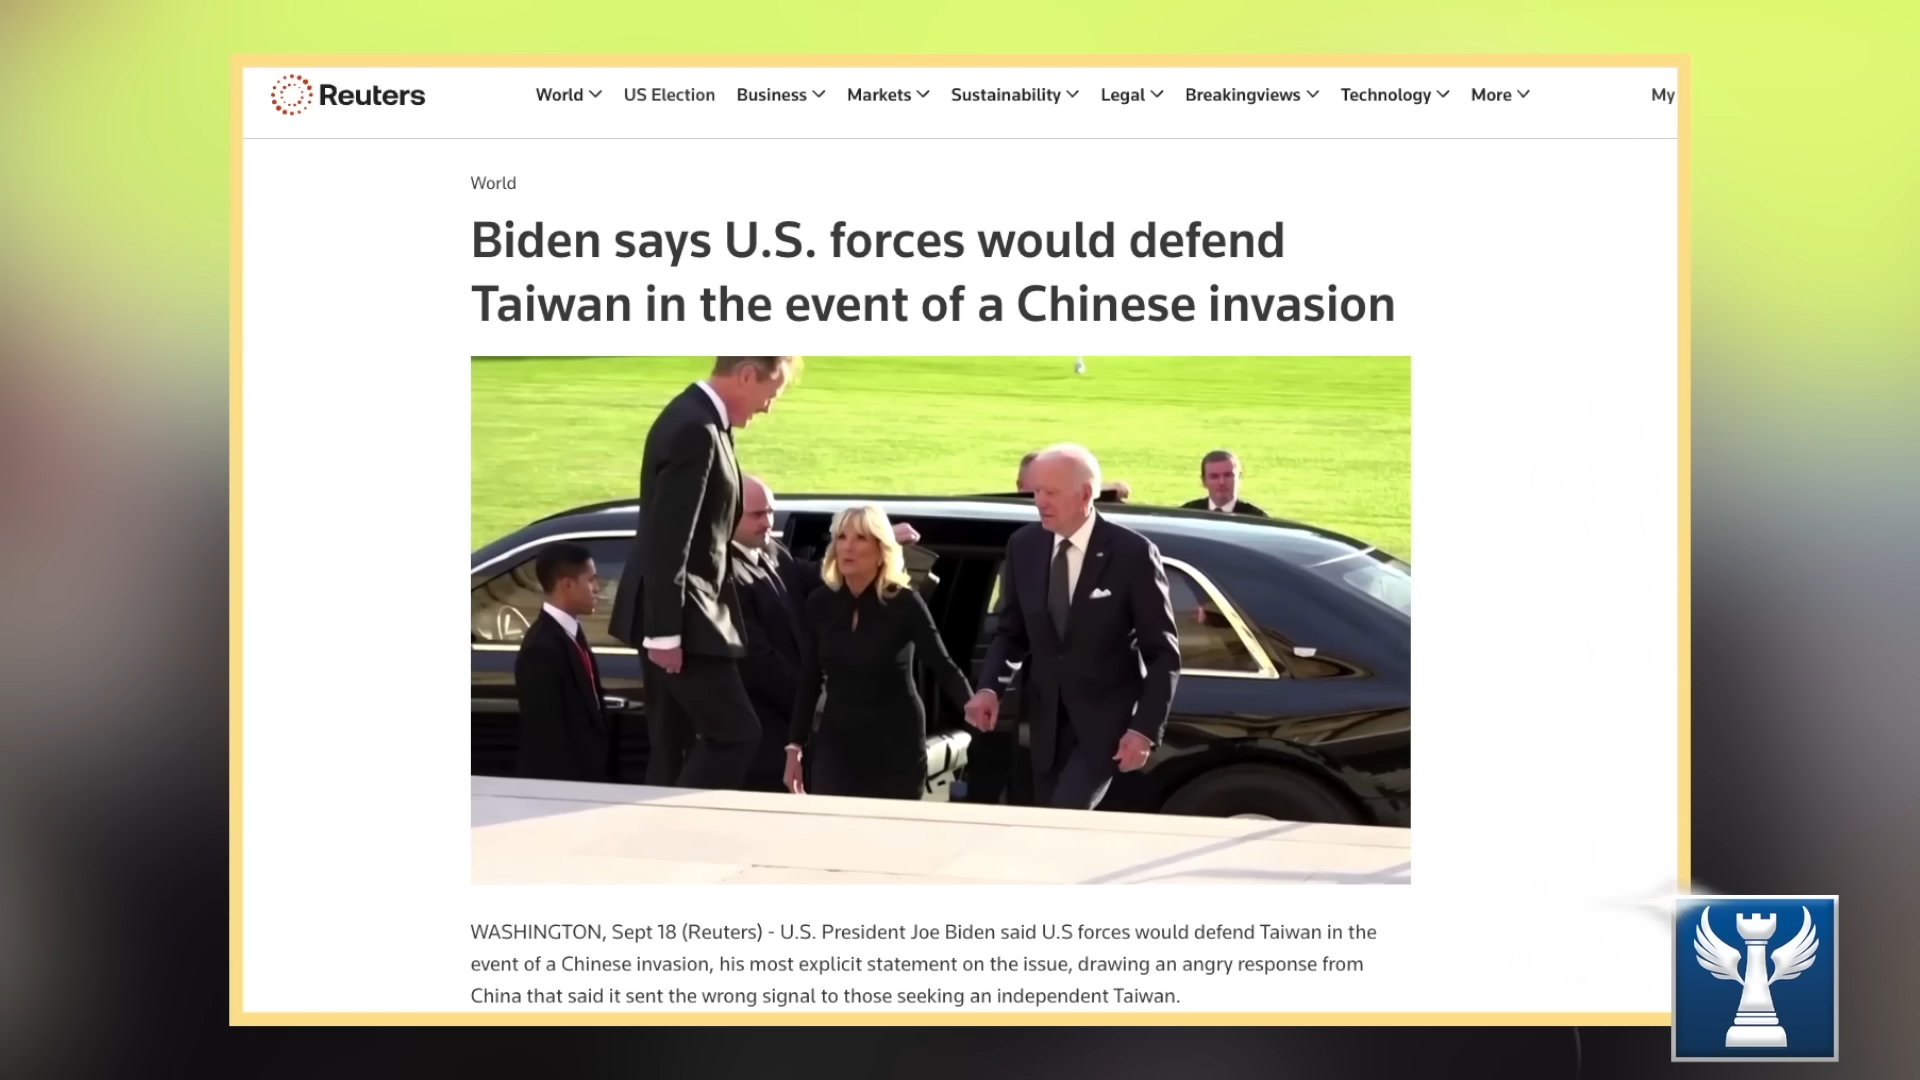 Reuters
World US Election Business Markets Sustainability Legal Breakingviews Technology More My
World
Biden says U.S. forces would defend
Taiwan in the event of a Chinese invasion
WASHINGTON, Sept 18 (Reuters) - U.S. President Joe Biden said U.S forces would defend Taiwan in the
event of a Chinese invasion, his most explicit statement on the issue, drawing an angry response from
China that said it sent the wrong signal to those seeking an independent Taiwan.